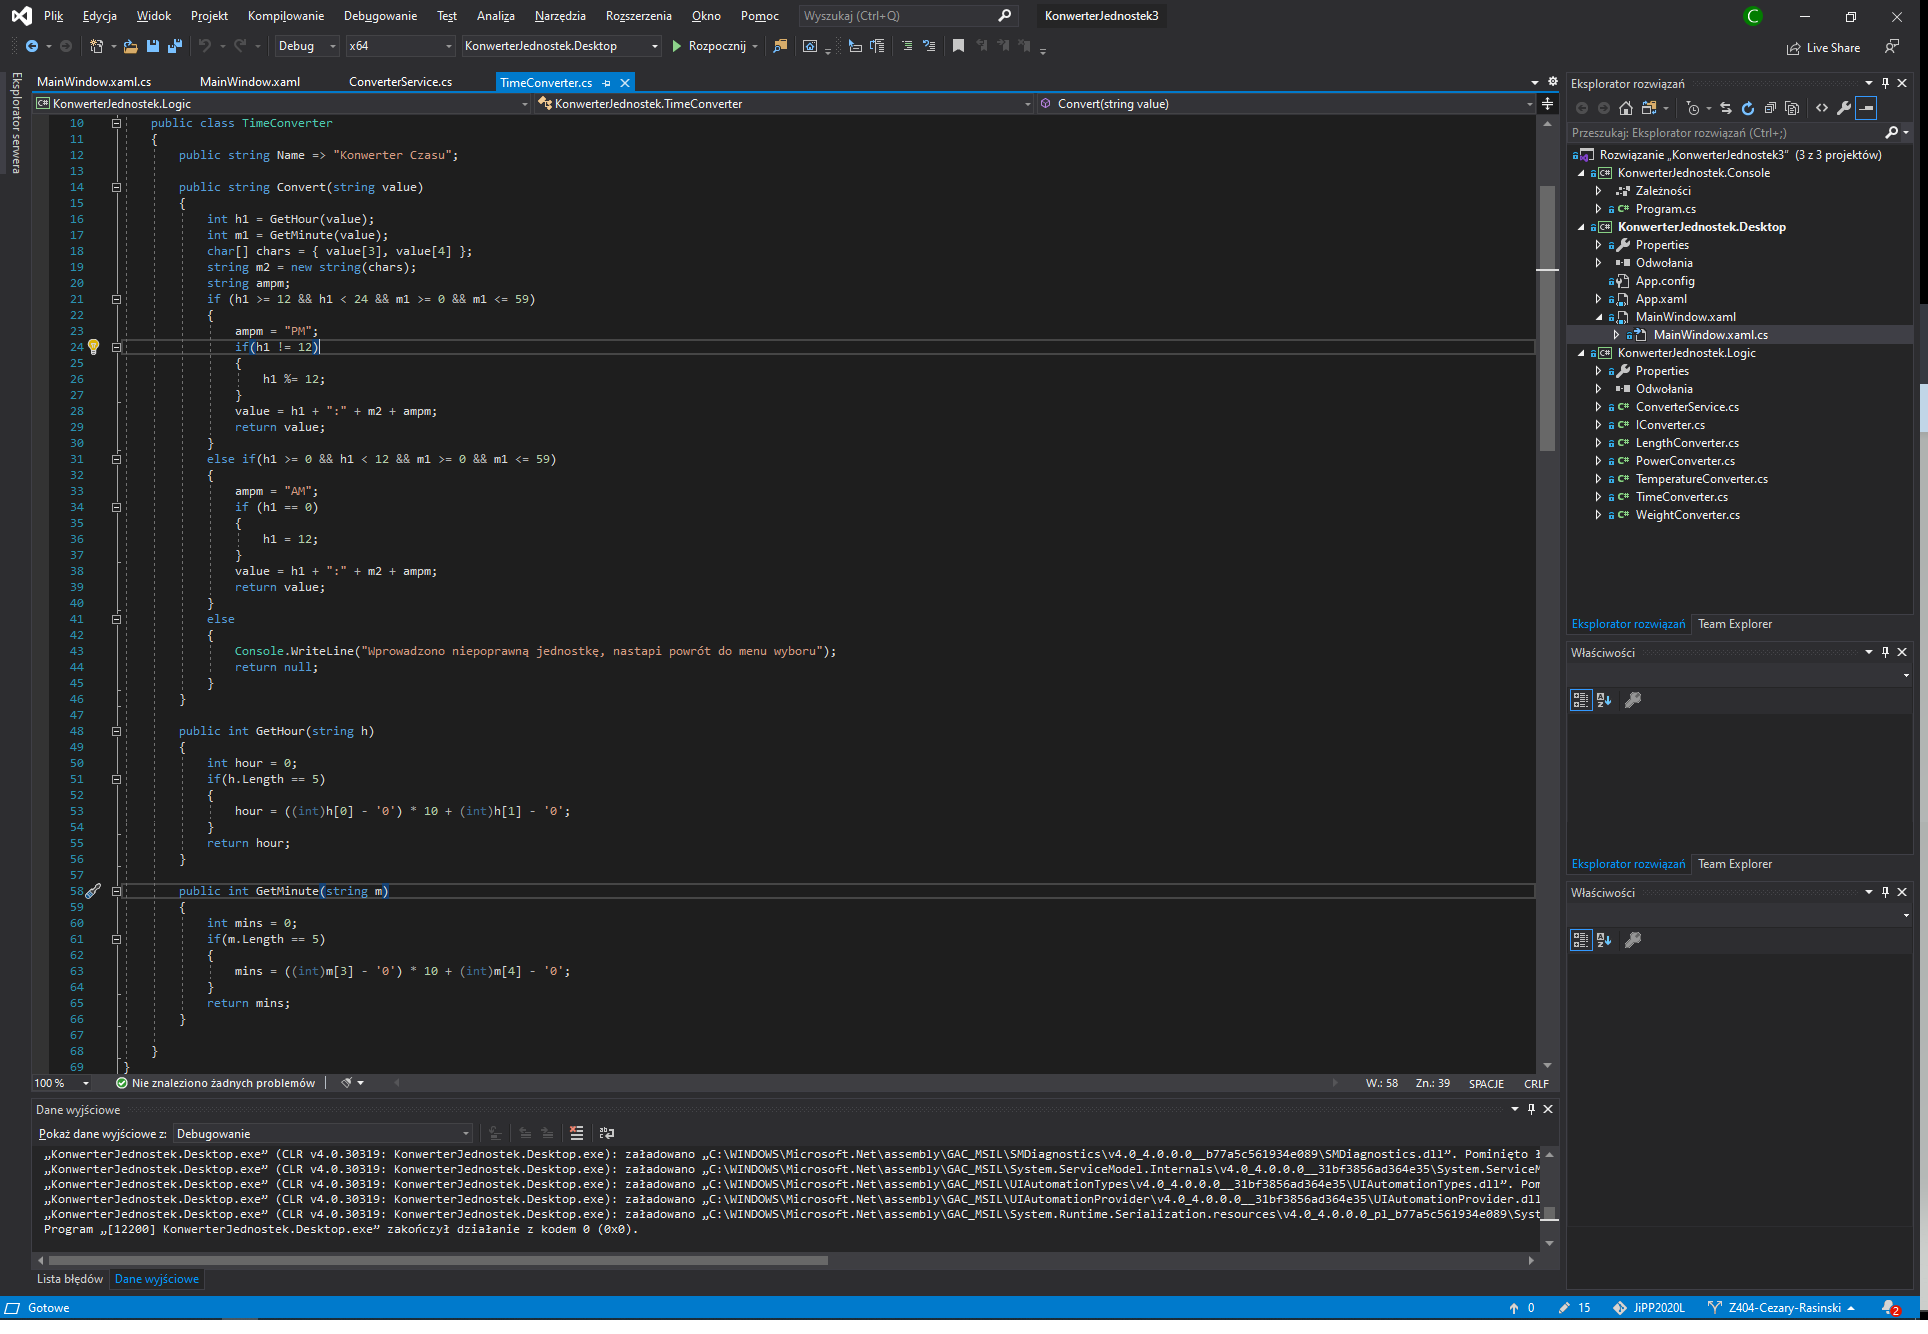 Plik Edycja Widok Projekt Kompilowanie Debugowanie Test Analiza Narzędzia Rozszerzenia Okno Pomoc Wyszukaj (Ctrl+Q) KonwerterJednostek3 C
Debug x64 KonwerterJednostek.Desktop Rozpocznij Live Share
Eksplorator serwera
MainWindow.xaml.cs MainWindow.xaml ConverterService.cs TimeConverter.cs
KonwerterJednostek.Logic KonwerterJednostek.TimeConverter Convert(string value)
10 public class TimeConverter
11 {
12 public string Name => "Konwerter Czasu";
13
14 public string Convert(string value)
15 {
16 int h1 = GetHour(value);
17 int m1 = GetMinute(value);
18 char[] chars = { value[3], value[4] };
19 string m2 = new string(chars);
20 string ampm;
21 if (h1 >= 12 && h1 < 24 && m1 >= 0 && m1 <= 59)
22 {
23 ampm = "PM";
24 if(h1 != 12)
25 {
26 h1 %= 12;
27 }
28 value = h1 + ":" + m2 + ampm;
29 return value;
30 }
31 else if(h1 >= 0 && h1 < 12 && m1 >= 0 && m1 <= 59)
32 {
33 ampm = "AM";
34 if (h1 == 0)
35 {
36 h1 = 12;
37 }
38 value = h1 + ":" + m2 + ampm;
39 return value;
40 }
41 else
42 {
43 Console.WriteLine("Wprowadzono niepoprawną jednostkę, nastapi powrót do menu wyboru");
44 return null;
45 }
46 }
47
48 public int GetHour(string h)
49 {
50 int hour = 0;
51 if(h.Length == 5)
52 {
53 hour = ((int)h[0] - '0') * 10 + (int)h[1] - '0';
54 }
55 return hour;
56 }
57
58 public int GetMinute(string m)
59 {
60 int mins = 0;
61 if(m.Length == 5)
62 {
63 mins = ((int)m[3] - '0') * 10 + (int)m[4] - '0';
64 }
65 return mins;
66 }
67
68 }
69 }
100 % Nie znaleziono żadnych problemów W.: 58 Zn.: 39 SPACJE CRLF
Dane wyjściowe
Pokaż dane wyjściowe z: Debugowanie
„KonwerterJednostek.Desktop.exe” (CLR v4.0.30319: KonwerterJednostek.Desktop.exe): załadowano „C:\WINDOWS\Microsoft.Net\assembly\GAC_MSIL\SMDiagnostics\v4.0_4.0.0.0__b77a5c561934e089\SMDiagnostics.dll”. Pominięto ł
„KonwerterJednostek.Desktop.exe” (CLR v4.0.30319: KonwerterJednostek.Desktop.exe): załadowano „C:\WINDOWS\Microsoft.Net\assembly\GAC_MSIL\System.ServiceModel.Internals\v4.0_4.0.0.0__31bf3856ad364e35\System.ServiceM
„KonwerterJednostek.Desktop.exe” (CLR v4.0.30319: KonwerterJednostek.Desktop.exe): załadowano „C:\WINDOWS\Microsoft.Net\assembly\GAC_MSIL\UIAutomationTypes\v4.0_4.0.0.0__31bf3856ad364e35\UIAutomationTypes.dll”. Pom
„KonwerterJednostek.Desktop.exe” (CLR v4.0.30319: KonwerterJednostek.Desktop.exe): załadowano „C:\WINDOWS\Microsoft.Net\assembly\GAC_MSIL\UIAutomationProvider\v4.0_4.0.0.0__31bf3856ad364e35\UIAutomationProvider.dll
„KonwerterJednostek.Desktop.exe” (CLR v4.0.30319: KonwerterJednostek.Desktop.exe): załadowano „C:\WINDOWS\Microsoft.Net\assembly\GAC_MSIL\System.Runtime.Serialization.resources\v4.0_4.0.0.0_pl_b77a5c561934e089\Syst
Program „[12200] KonwerterJednostek.Desktop.exe” zakończył działanie z kodem 0 (0x0).
Lista błędów Dane wyjściowe
Eksplorator rozwiązań
Przeszukaj: Eksplorator rozwiązań (Ctrl+;)
Rozwiązanie „KonwerterJednostek3” (3 z 3 projektów)
KonwerterJednostek.Console
Zależności
C# Program.cs
KonwerterJednostek.Desktop
Properties
Odwołania
App.config
App.xaml
MainWindow.xaml
MainWindow.xaml.cs
KonwerterJednostek.Logic
Properties
Odwołania
C# ConverterService.cs
C# IConverter.cs
C# LengthConverter.cs
C# PowerConverter.cs
C# TemperatureConverter.cs
C# TimeConverter.cs
C# WeightConverter.cs
Eksplorator rozwiązań Team Explorer
Właściwości
Eksplorator rozwiązań Team Explorer
Właściwości
Gotowe 0 15 JiPP2020L Z404-Cezary-Rasinski 2